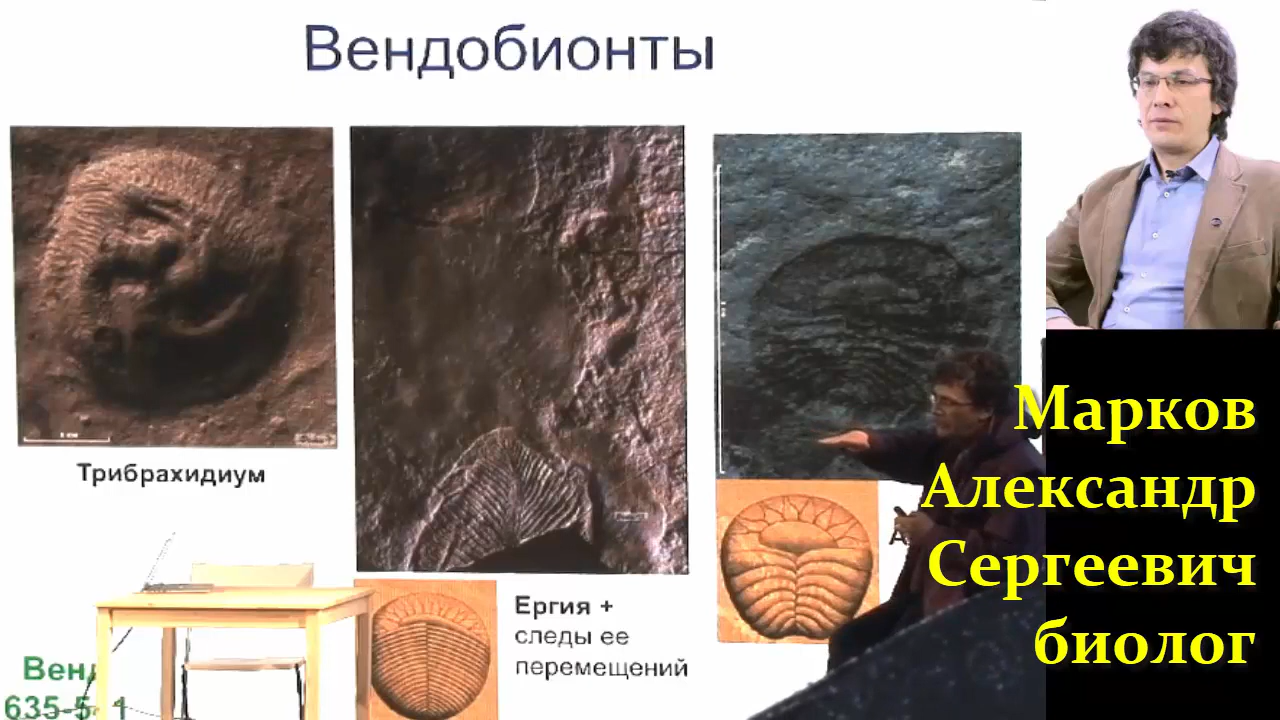 Вендобионты
Трибрахидиум
Ергия +
следы ее
перемещений
Марков
Александр
Сергеевич
биолог